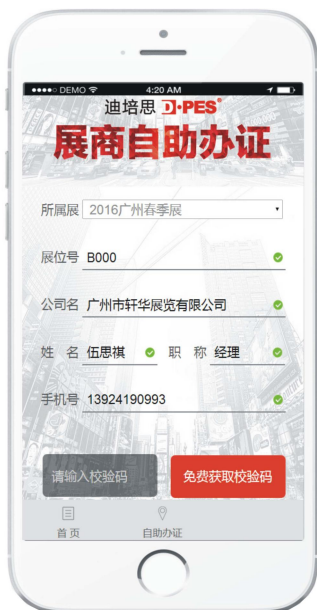 DEMO 4:20 AM
迪培思 D·PES®
展商自助办证
所属展 2016广州春季展
展位号 B000
公司名 广州市轩华展览有限公司
姓 名 伍思祺 职 称 经理
手机号 13924190993
请输入校验码 免费获取校验码
首页 自助办证